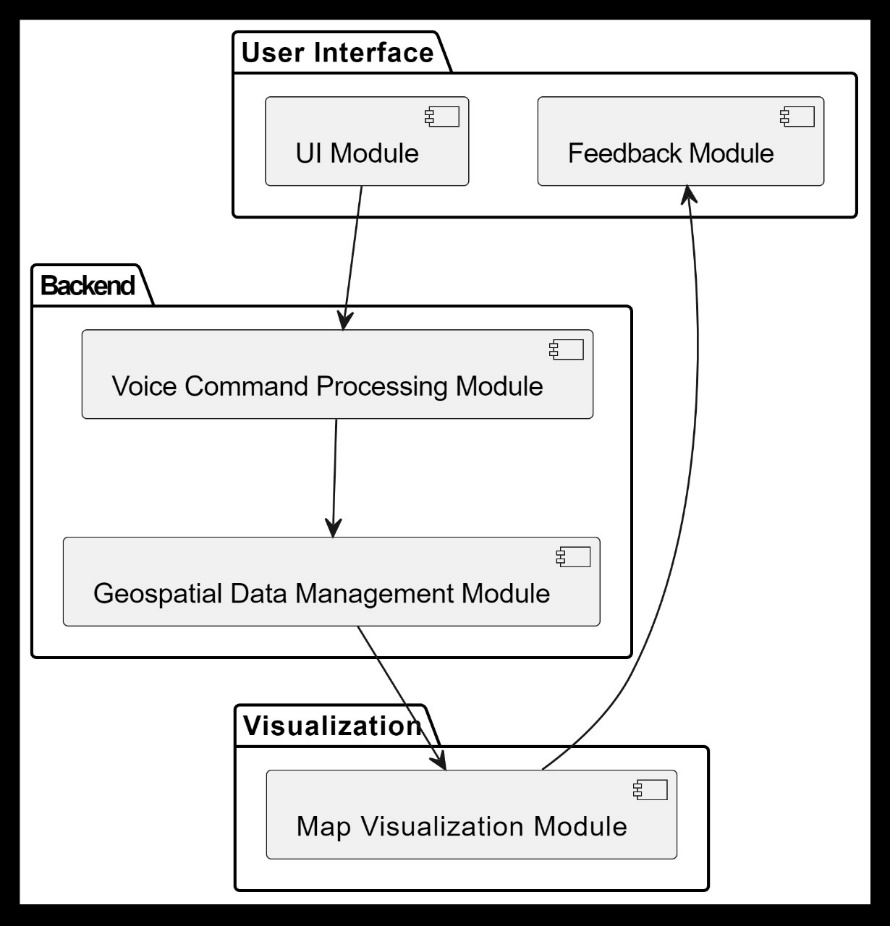 User Interface
UI Module
Feedback Module
Backend
Voice Command Processing Module
Geospatial Data Management Module
Visualization
Map Visualization Module